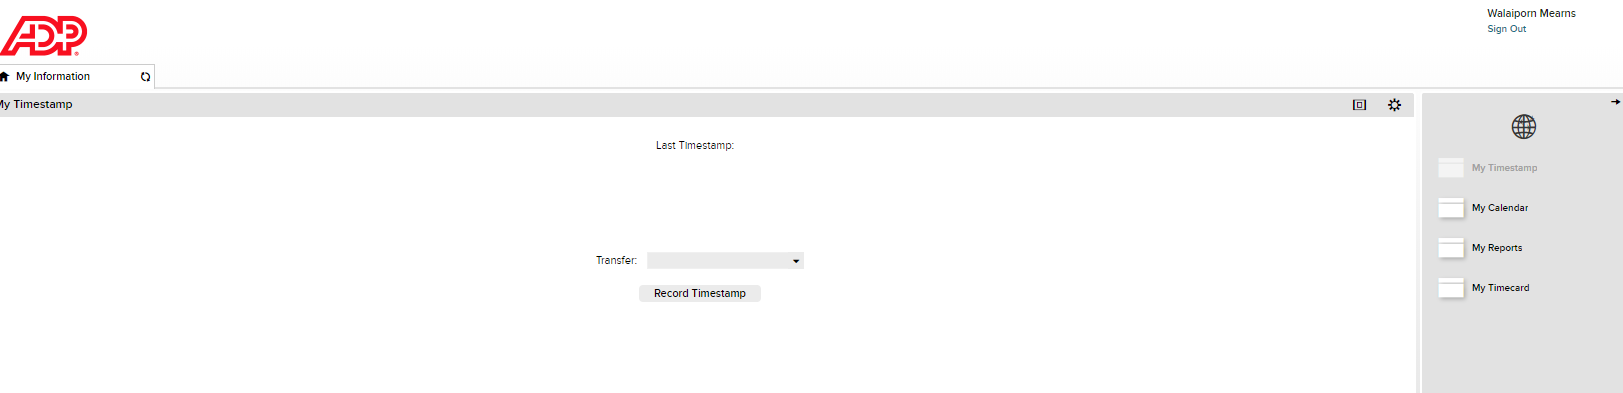 Walaiporn Mearns
Sign Out
ADP
My Information
My Timestamp
Last Timestamp:
Transfer:
Record Timestamp
My Timestamp
My Calendar
My Reports
My Timecard